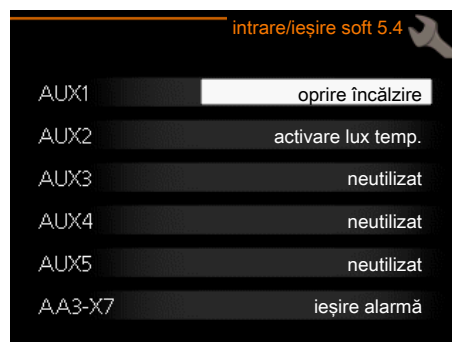 intrare/ieșire soft 5.4
AUX1 oprire încălzire
AUX2 activare lux temp.
AUX3 neutilizat
AUX4 neutilizat
AUX5 neutilizat
AA3-X7 ieșire alarmă